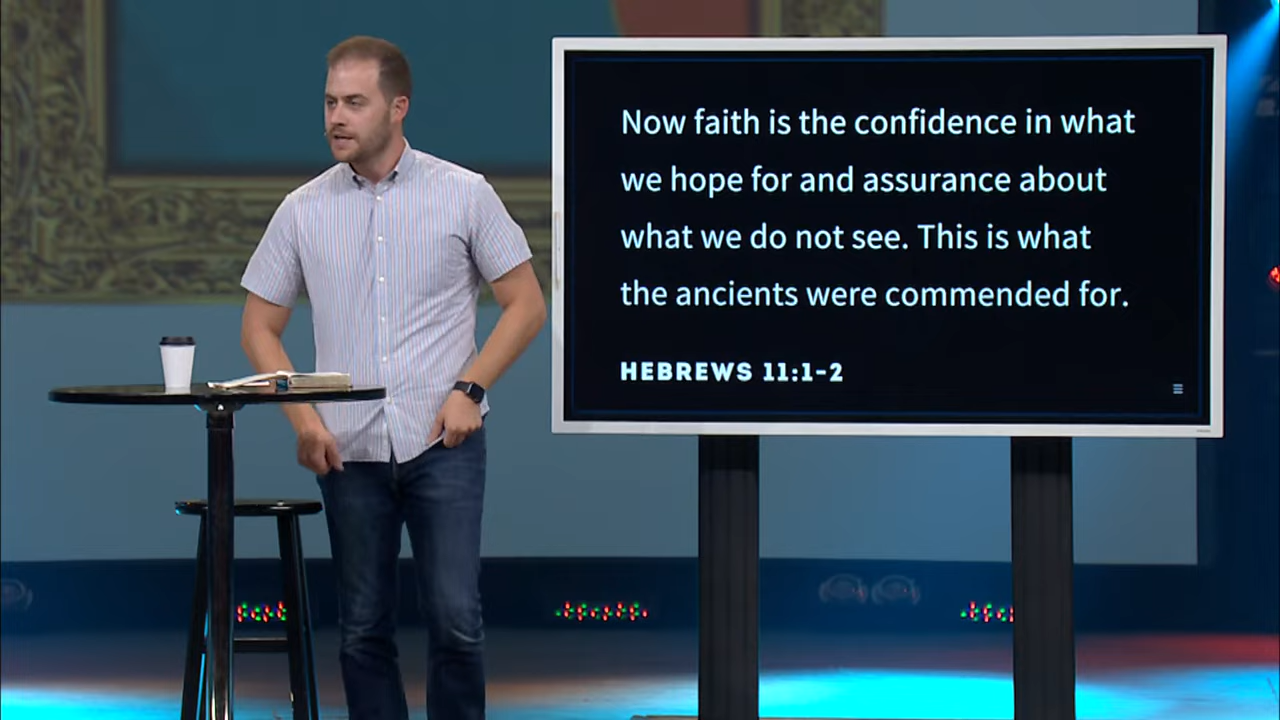 Now faith is the confidence in what
we hope for and assurance about
what we do not see. This is what
the ancients were commended for.
HEBREWS 11:1-2